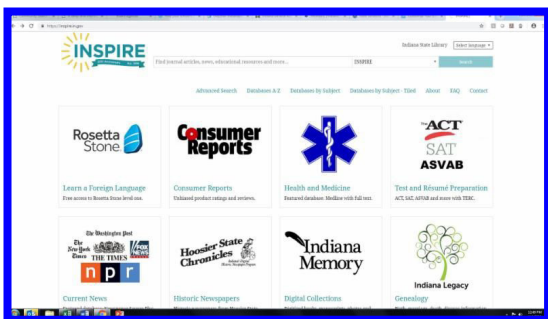 https://inspire.in.gov
INSPIRE
Indiana State Library
Select language
Find journal articles, news, educational resources and more...
INSPIRE
Search
Advanced Search Databases A-Z Databases by Subject Databases by Subject - Tiled About FAQ Contact
Rosetta
Stone
Learn a Foreign Language
Free access to Rosetta Stone level one.
Consumer
Reports
Consumer Reports
Unbiased product ratings and reviews.
Health and Medicine
Featured database: Medline with full text.
The ACT
SAT
ASVAB
Test and Résumé Preparation
ACT, SAT, ASVAB and more with TERC.
The Washington Post
The New York Times
THE TIMES
FOX NEWS
npr
Current News
Hoosier State
Chronicles
Historic Newspapers
Indiana
Memory
Digital Collections
Indiana Legacy
Genealogy